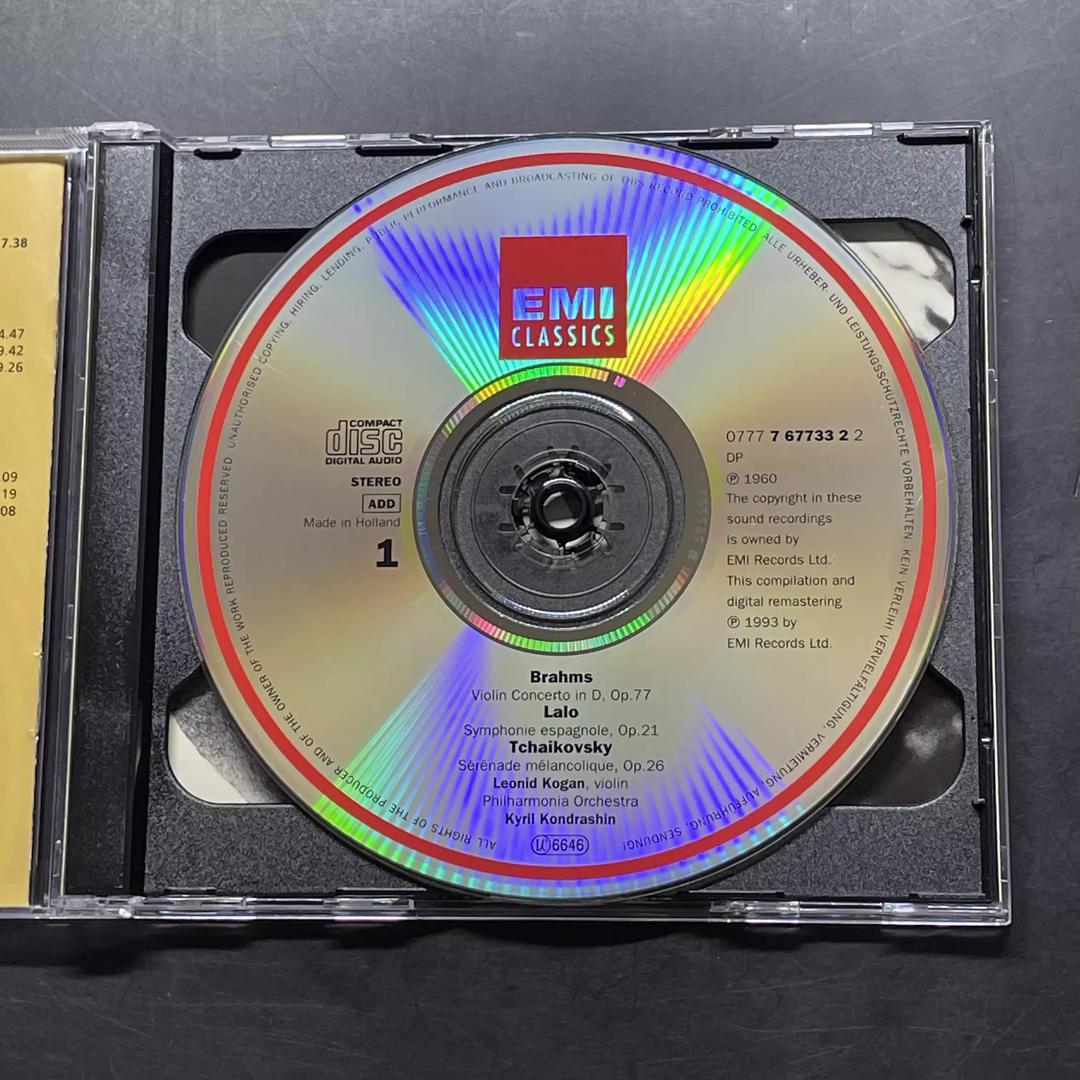 7.38
4.47
9.42
9.26
.09
19
08
UNAUTHORISED COPYING, HIRING, LENDING, PUBLIC PERFORMANCE AND BROADCASTING OF THIS RECORD PROHIBITED. ALLE URHEBER- UND LEISTUNGSSCHUTZRECHTE VORBEHALTEN. KEIN VERLEIH! VERVIELFÄLTIGUNG, VERMIETUNG, AUFFÜHRUNG, SENDUNG!
ALL RIGHTS OF THE PRODUCER AND OF THE OWNER OF THE WORK REPRODUCED RESERVED.
EMI
CLASSICS
COMPACT
disc
DIGITAL AUDIO
STEREO
ADD
Made in Holland
1
0777 7 67733 2 2
DP
℗ 1960
The copyright in these
sound recordings
is owned by
EMI Records Ltd.
This compilation and
digital remastering
℗ 1993 by
EMI Records Ltd.
Brahms
Violin Concerto in D, Op.77
Lalo
Symphonie espagnole, Op.21
Tchaikovsky
Sérénade mélancolique, Op.26
Leonid Kogan, violin
Philharmonia Orchestra
Kyril Kondrashin
LC 6646